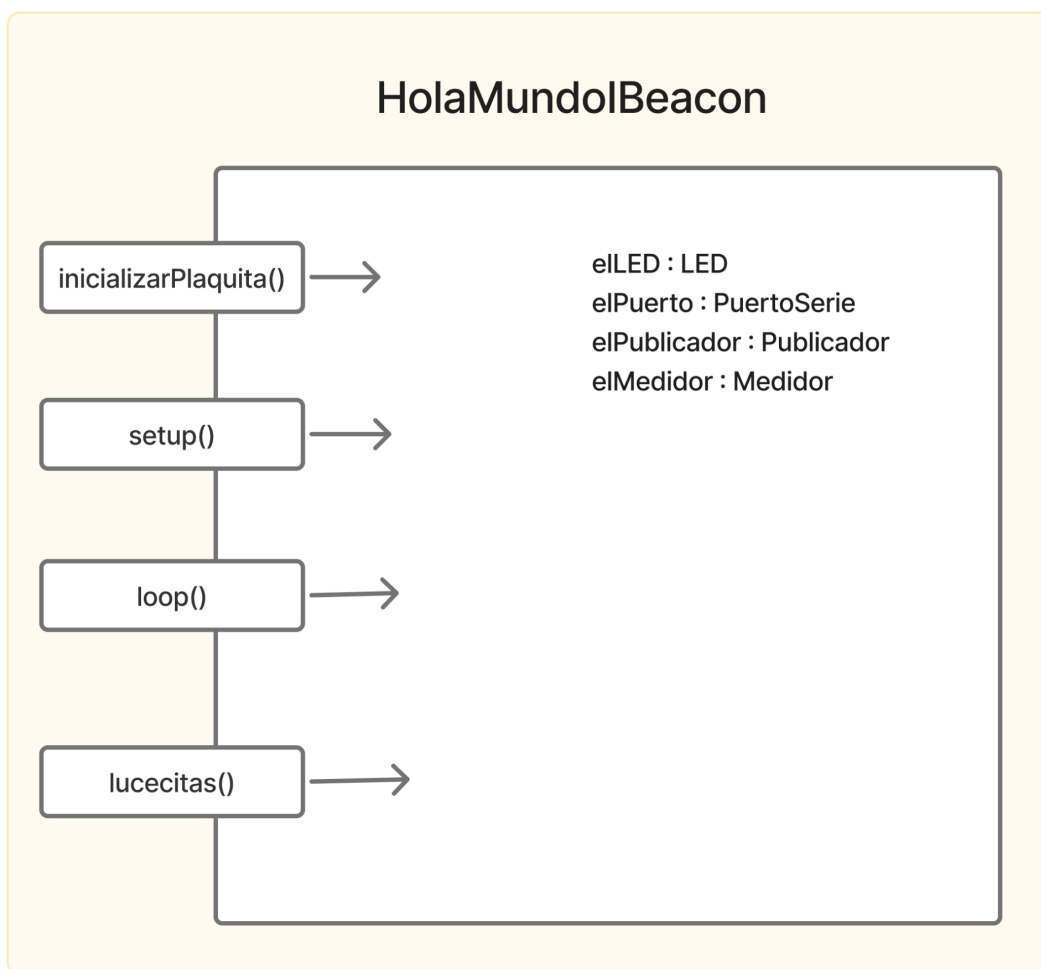 HolaMundoIBeacon
inicializarPlaquita()
elLED : LED
elPuerto : PuertoSerie
elPublicador : Publicador
elMedidor : Medidor
setup()
loop()
lucecitas()